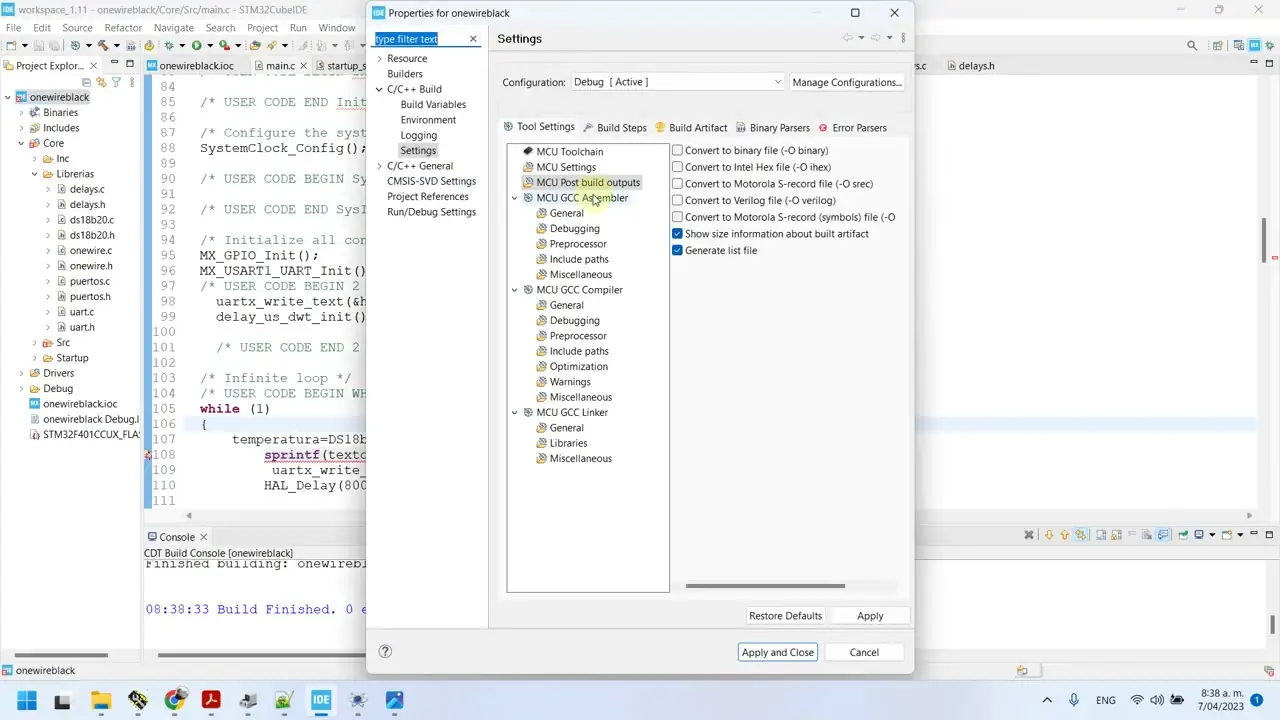 workspace_1.11 - onewireblack/Core/Src/main.c - STM32CubeIDE
File Edit Source Refactor Navigate Search Project Run Window
Project Explor...
onewireblack
Binaries
Includes
Core
Inc
Librerias
delays.c
delays.h
ds18b20.c
ds18b20.h
onewire.c
onewire.h
puertos.c
puertos.h
uart.c
uart.h
Src
Startup
Drivers
Debug
onewireblack.ioc
onewireblack Debug.l
STM32F401CCUX_FLAS
onewireblack
onewireblack.ioc
main.c
startup_s
s.c
delays.h
84
85 /* USER CODE END Init
86
87 /* Configure the syst
88 SystemClock_Config();
89
90 /* USER CODE BEGIN Sy
91
92 /* USER CODE END SysI
93
94 /* Initialize all con
95 MX_GPIO_Init();
96 MX_USART1_UART_Init()
97 /* USER CODE BEGIN 2
98 uartx_write_text(&h
99 delay_us_dwt_init()
100
101 /* USER CODE END 2
102
103 /* Infinite loop */
104 /* USER CODE BEGIN WH
105 while (1)
106 {
107 temperatura=DS18b
108 sprintf(texto
109 uartx_write_
110 HAL_Delay(800
111
Console
CDT Build Console [onewireblack]
Finished building: onewirebl
08:38:33 Build Finished. 0 e
IDE Properties for onewireblack
type filter text
Resource
Builders
C/C++ Build
Build Variables
Environment
Logging
Settings
C/C++ General
CMSIS-SVD Settings
Project References
Run/Debug Settings
Settings
Configuration: Debug [ Active ] Manage Configurations...
Tool Settings Build Steps Build Artifact Binary Parsers Error Parsers
MCU Toolchain
MCU Settings
MCU Post build outputs
MCU GCC Assembler
General
Debugging
Preprocessor
Include paths
Miscellaneous
MCU GCC Compiler
General
Debugging
Preprocessor
Include paths
Optimization
Warnings
Miscellaneous
MCU GCC Linker
General
Libraries
Miscellaneous
Convert to binary file (-O binary)
Convert to Intel Hex file (-O ihex)
Convert to Motorola S-record file (-O srec)
Convert to Verilog file (-O verilog)
Convert to Motorola S-record (symbols) file (-O
Show size information about built artifact
Generate list file
Restore Defaults Apply
Apply and Close Cancel
IDE
ENG
8:38 a. m.
7/04/2023
1